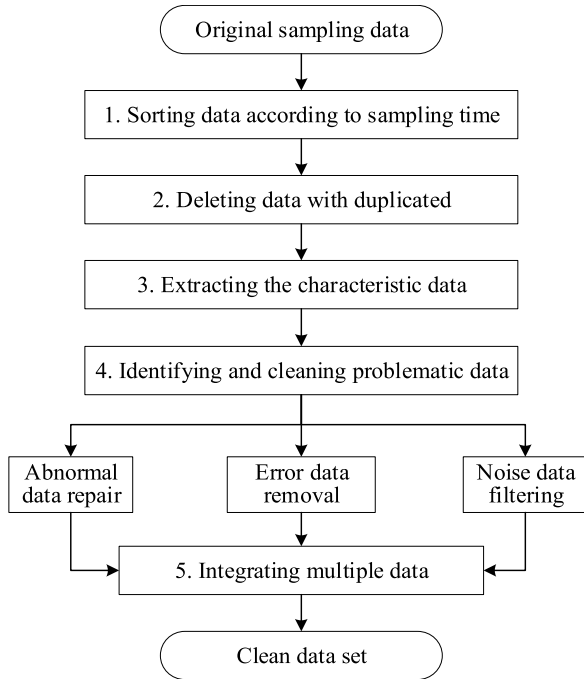 Original sampling data
1. Sorting data according to sampling time
2. Deleting data with duplicated
3. Extracting the characteristic data
4. Identifying and cleaning problematic data
Abnormal
data repair
Error data
removal
Noise data
filtering
5. Integrating multiple data
Clean data set